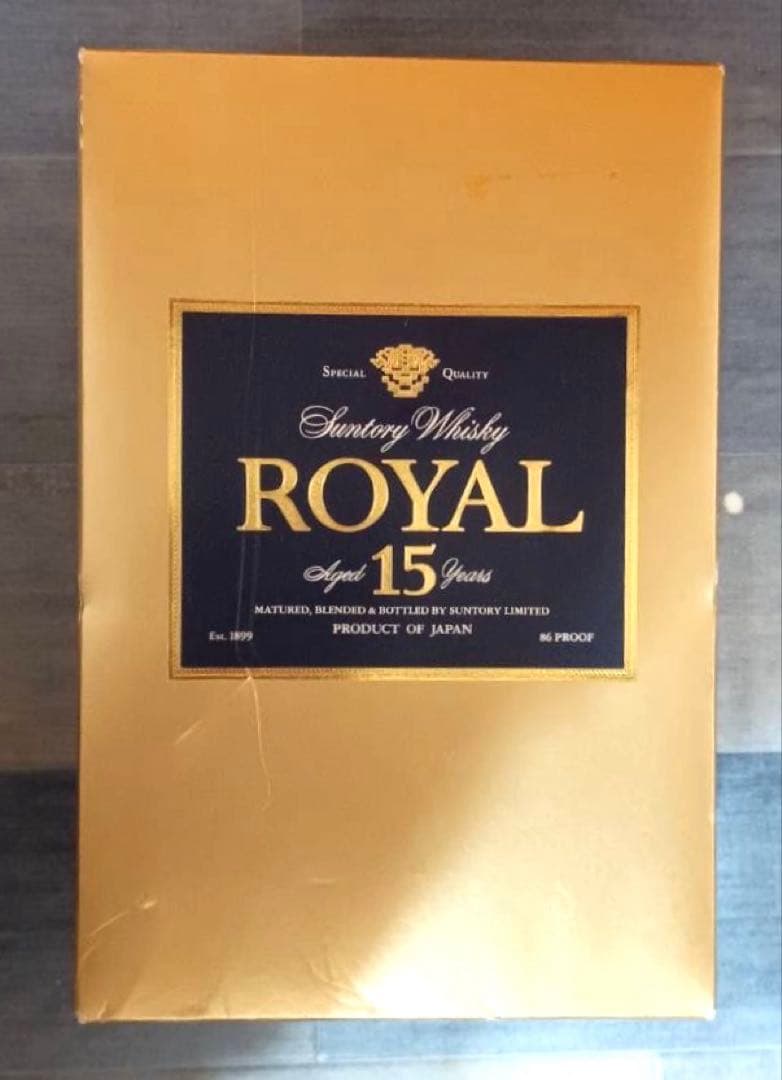 SPECIAL QUALITY
Suntory Whisky
ROYAL
Aged 15 Years
MATURED, BLENDED & BOTTLED BY SUNTORY LIMITED
PRODUCT OF JAPAN
Est. 1899 86 PROOF